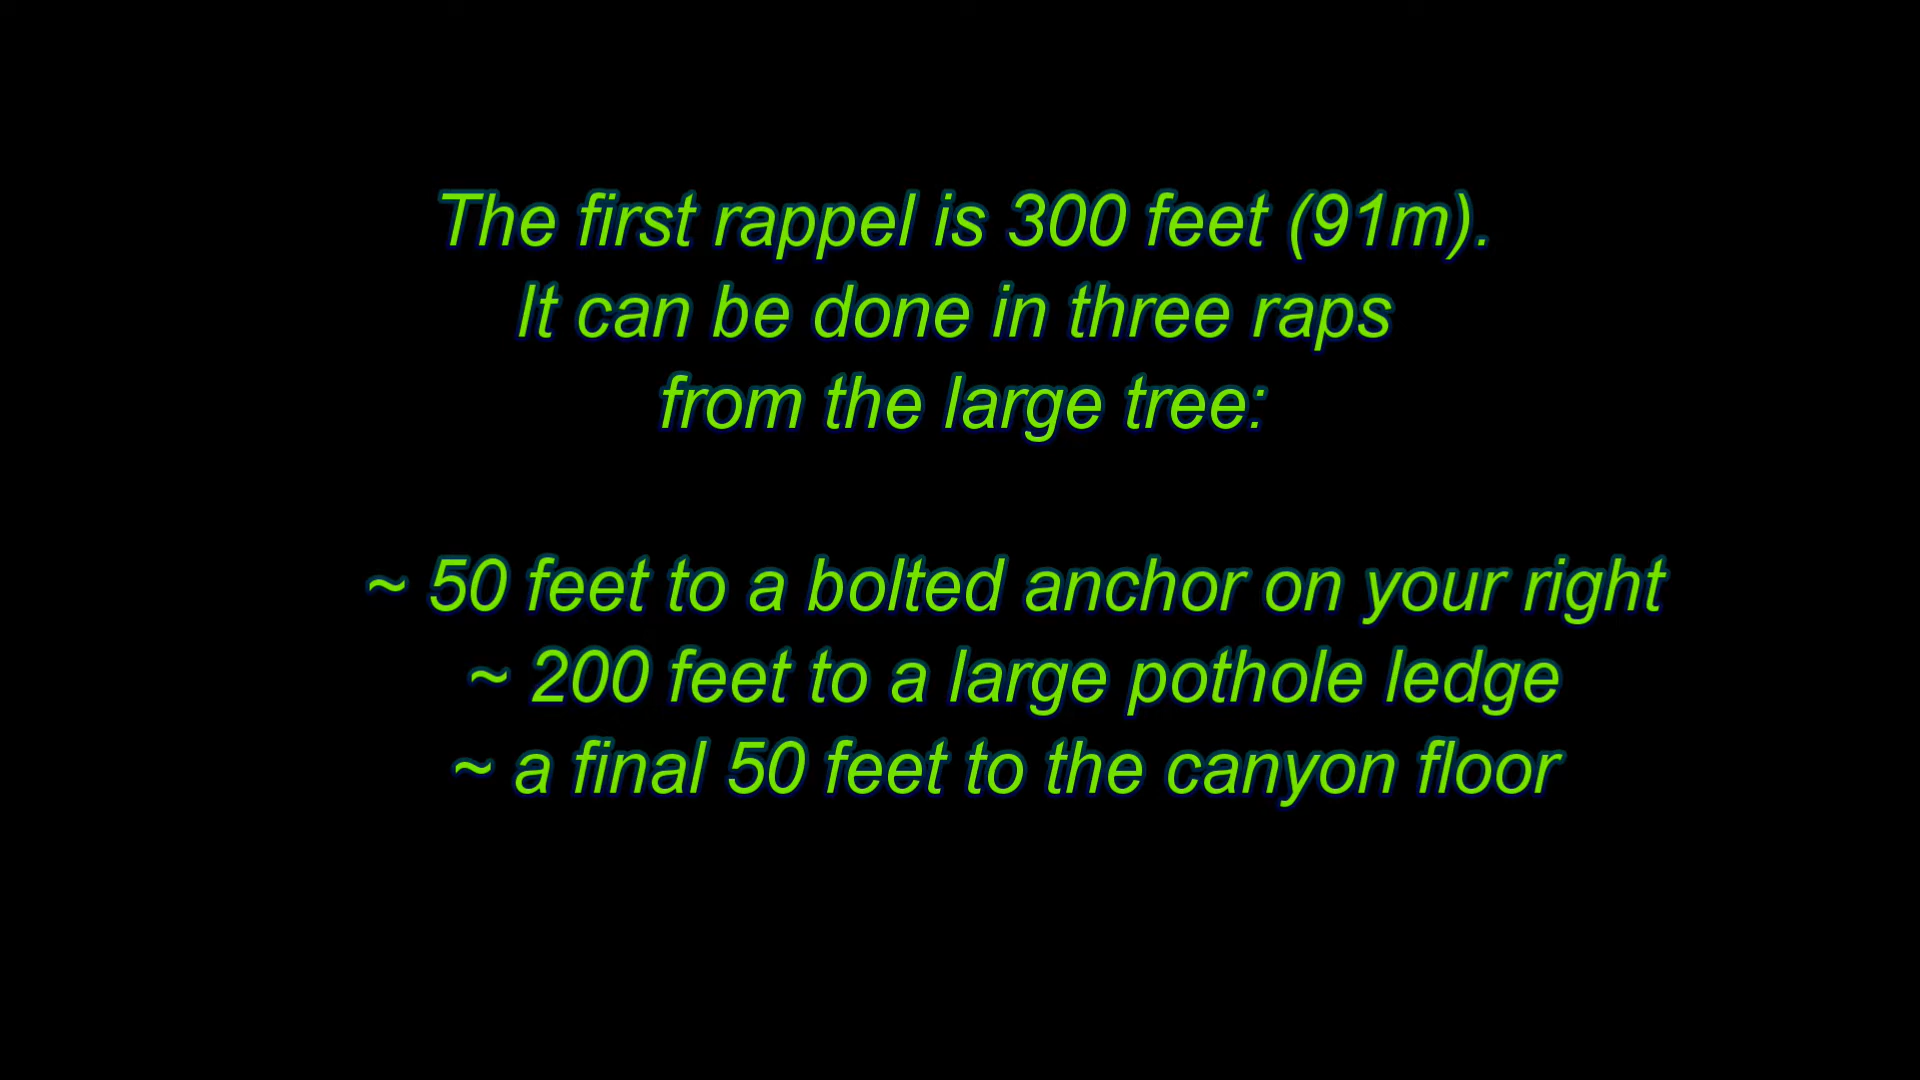 The first rappel is 300 feet (91m).
It can be done in three raps
from the large tree:
~ 50 feet to a bolted anchor on your right
~ 200 feet to a large pothole ledge
~ a final 50 feet to the canyon floor